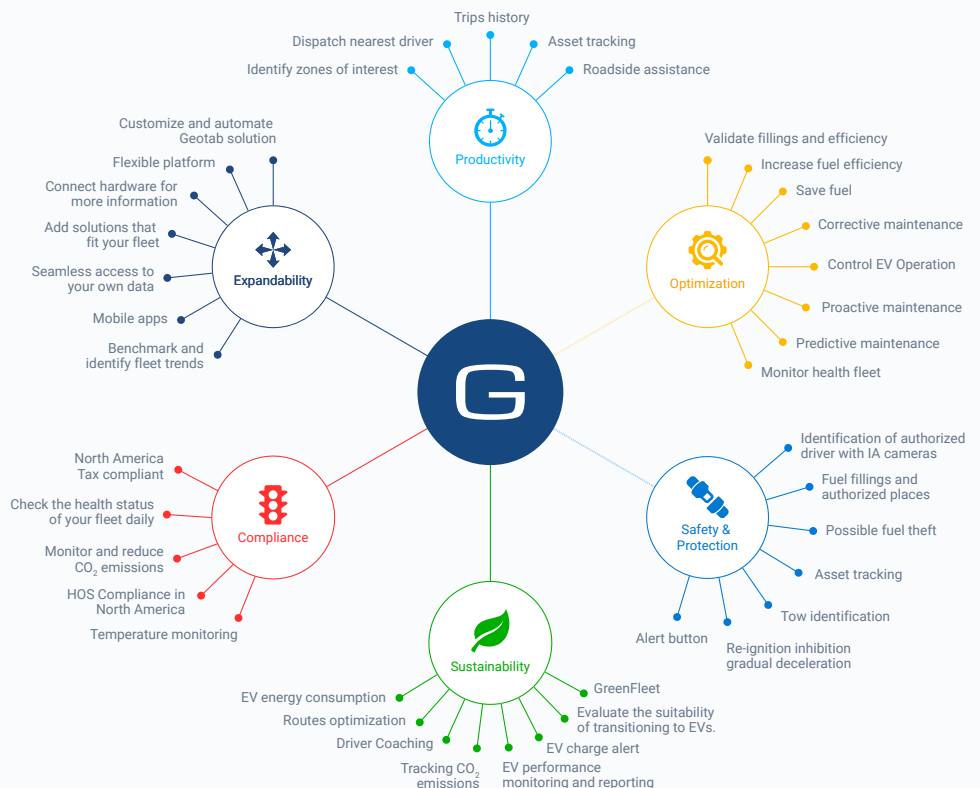 Trips history
Dispatch nearest driver
Asset tracking
Identify zones of interest
Roadside assistance
Productivity
Customize and automate
Geotab solution
Flexible platform
Connect hardware for
more information
Add solutions that
fit your fleet
Seamless access to
your own data
Mobile apps
Benchmark and
identify fleet trends
Expandability
Validate fillings and efficiency
Increase fuel efficiency
Save fuel
Corrective maintenance
Control EV Operation
Proactive maintenance
Predictive maintenance
Monitor health fleet
Optimization
G
North America
Tax compliant
Check the health status
of your fleet daily
Monitor and reduce
CO₂ emissions
HOS Compliance in
North America
Temperature monitoring
Compliance
Identification of authorized
driver with IA cameras
Fuel fillings and
authorized places
Possible fuel theft
Asset tracking
Tow identification
Re-ignition inhibition
gradual deceleration
Alert button
Safety &
Protection
Sustainability
EV energy consumption
Routes optimization
Driver Coaching
Tracking CO₂
emissions
EV performance
monitoring and reporting
EV charge alert
Evaluate the suitability
of transitioning to EVs.
GreenFleet